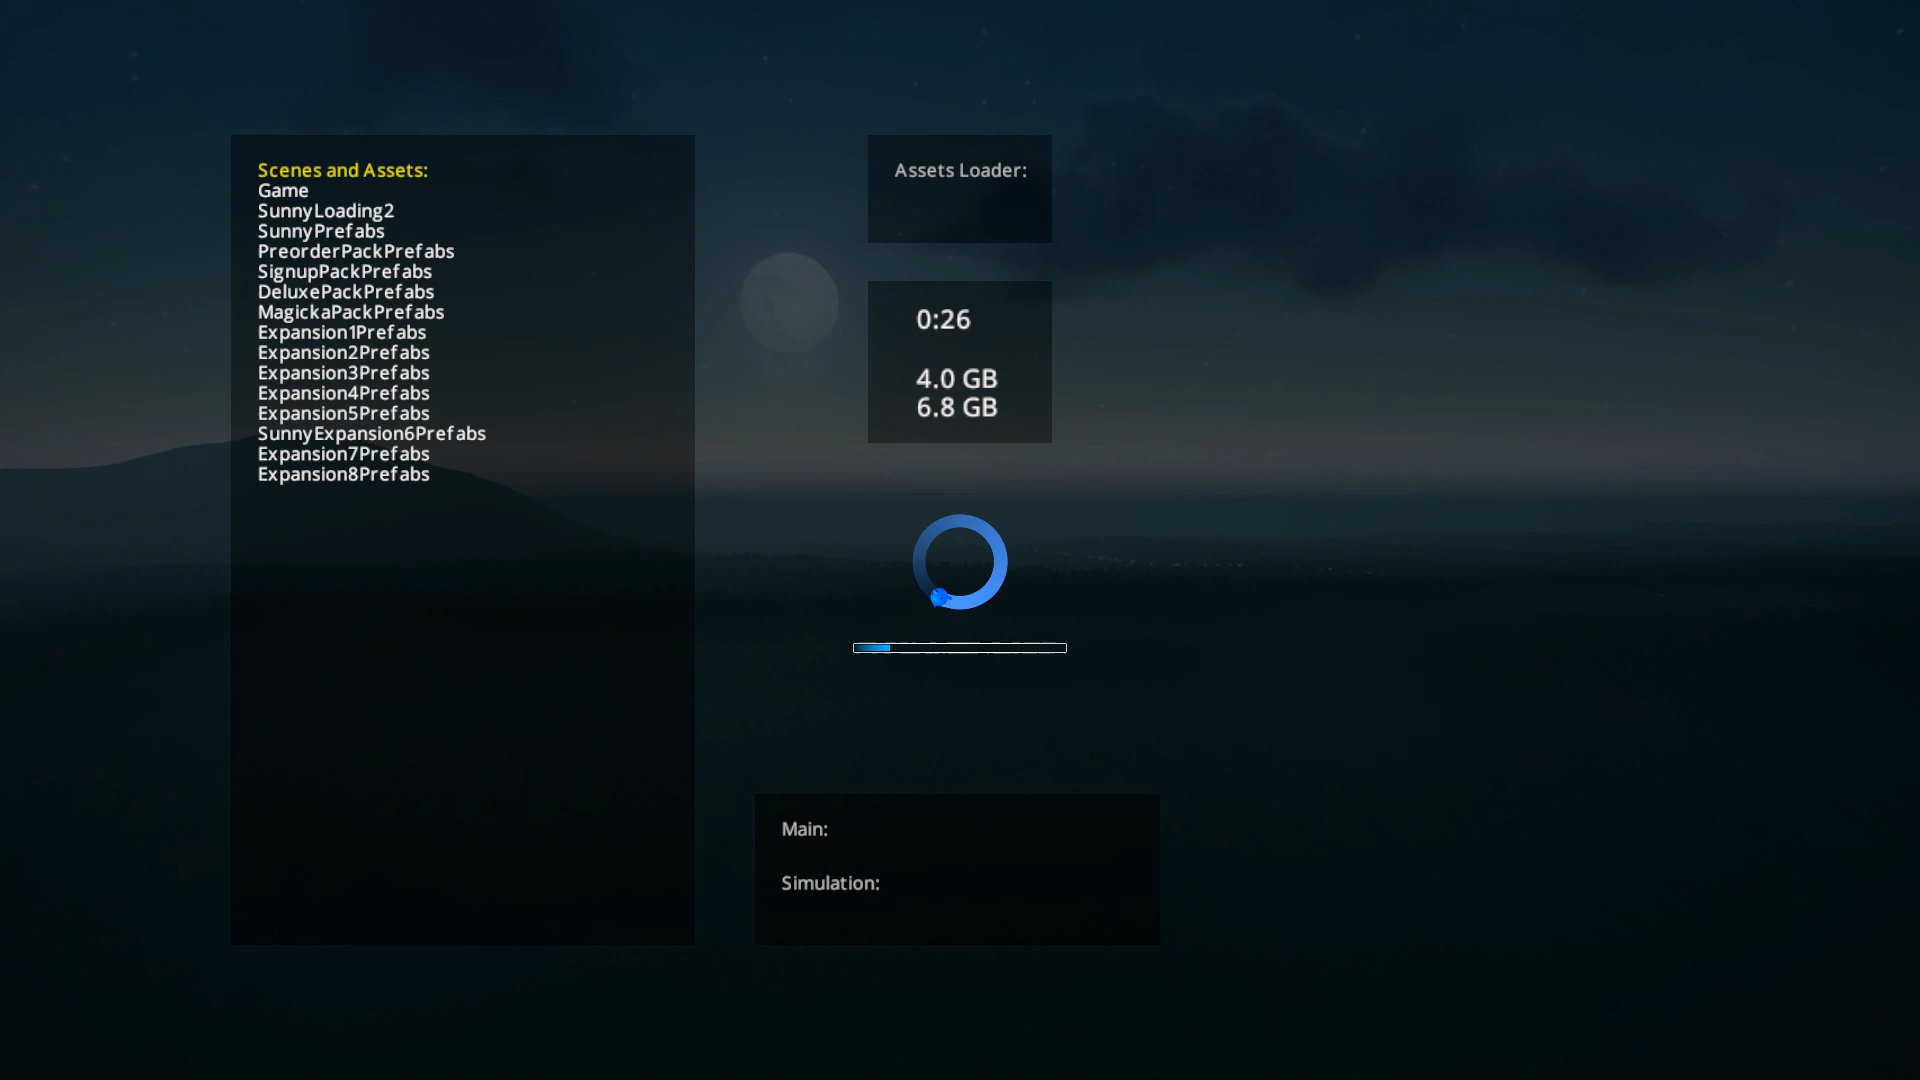 Scenes and Assets:
Game
SunnyLoading2
SunnyPrefabs
PreorderPackPrefabs
SignupPackPrefabs
DeluxePackPrefabs
MagickaPackPrefabs
Expansion1Prefabs
Expansion2Prefabs
Expansion3Prefabs
Expansion4Prefabs
Expansion5Prefabs
SunnyExpansion6Prefabs
Expansion7Prefabs
Expansion8Prefabs
Assets Loader:
0:26
4.0 GB
6.8 GB
Main:
Simulation: